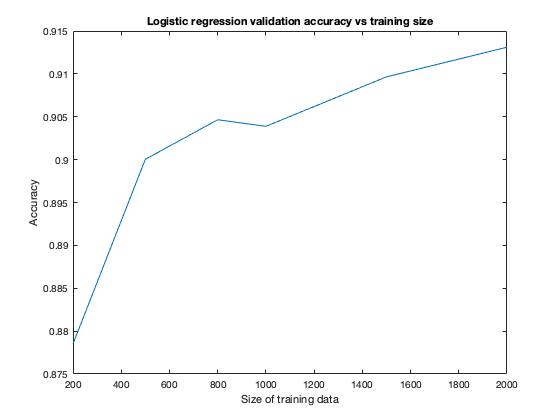 Logistic regression validation accuracy vs training size
0.915
0.91
0.905
0.9
0.895
0.89
0.885
0.88
0.875
Accuracy
200 400 600 800 1000 1200 1400 1600 1800 2000
Size of training data